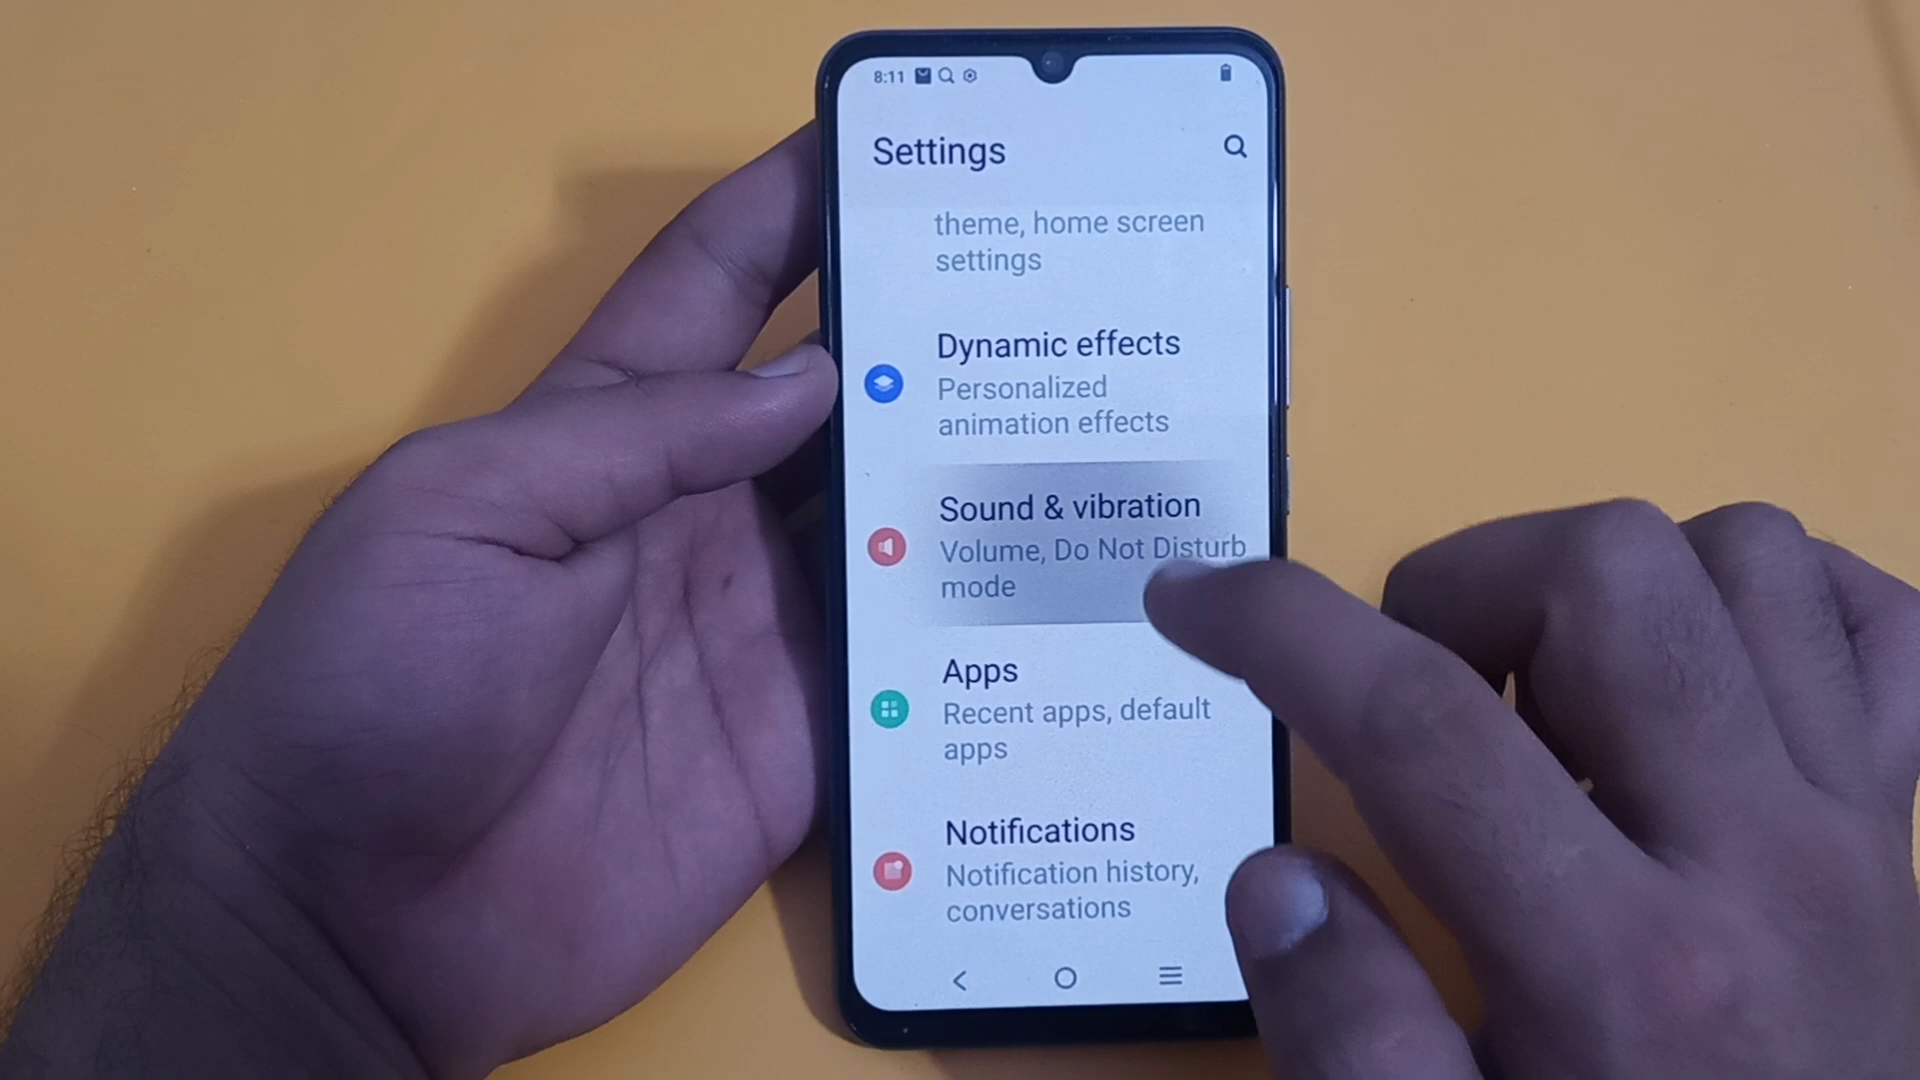 8:11
Settings
theme, home screen
settings
Dynamic effects
Personalized
animation effects
Sound & vibration
Volume, Do Not Disturb
mode
Apps
Recent apps, default
apps
Notifications
Notification history,
conversations